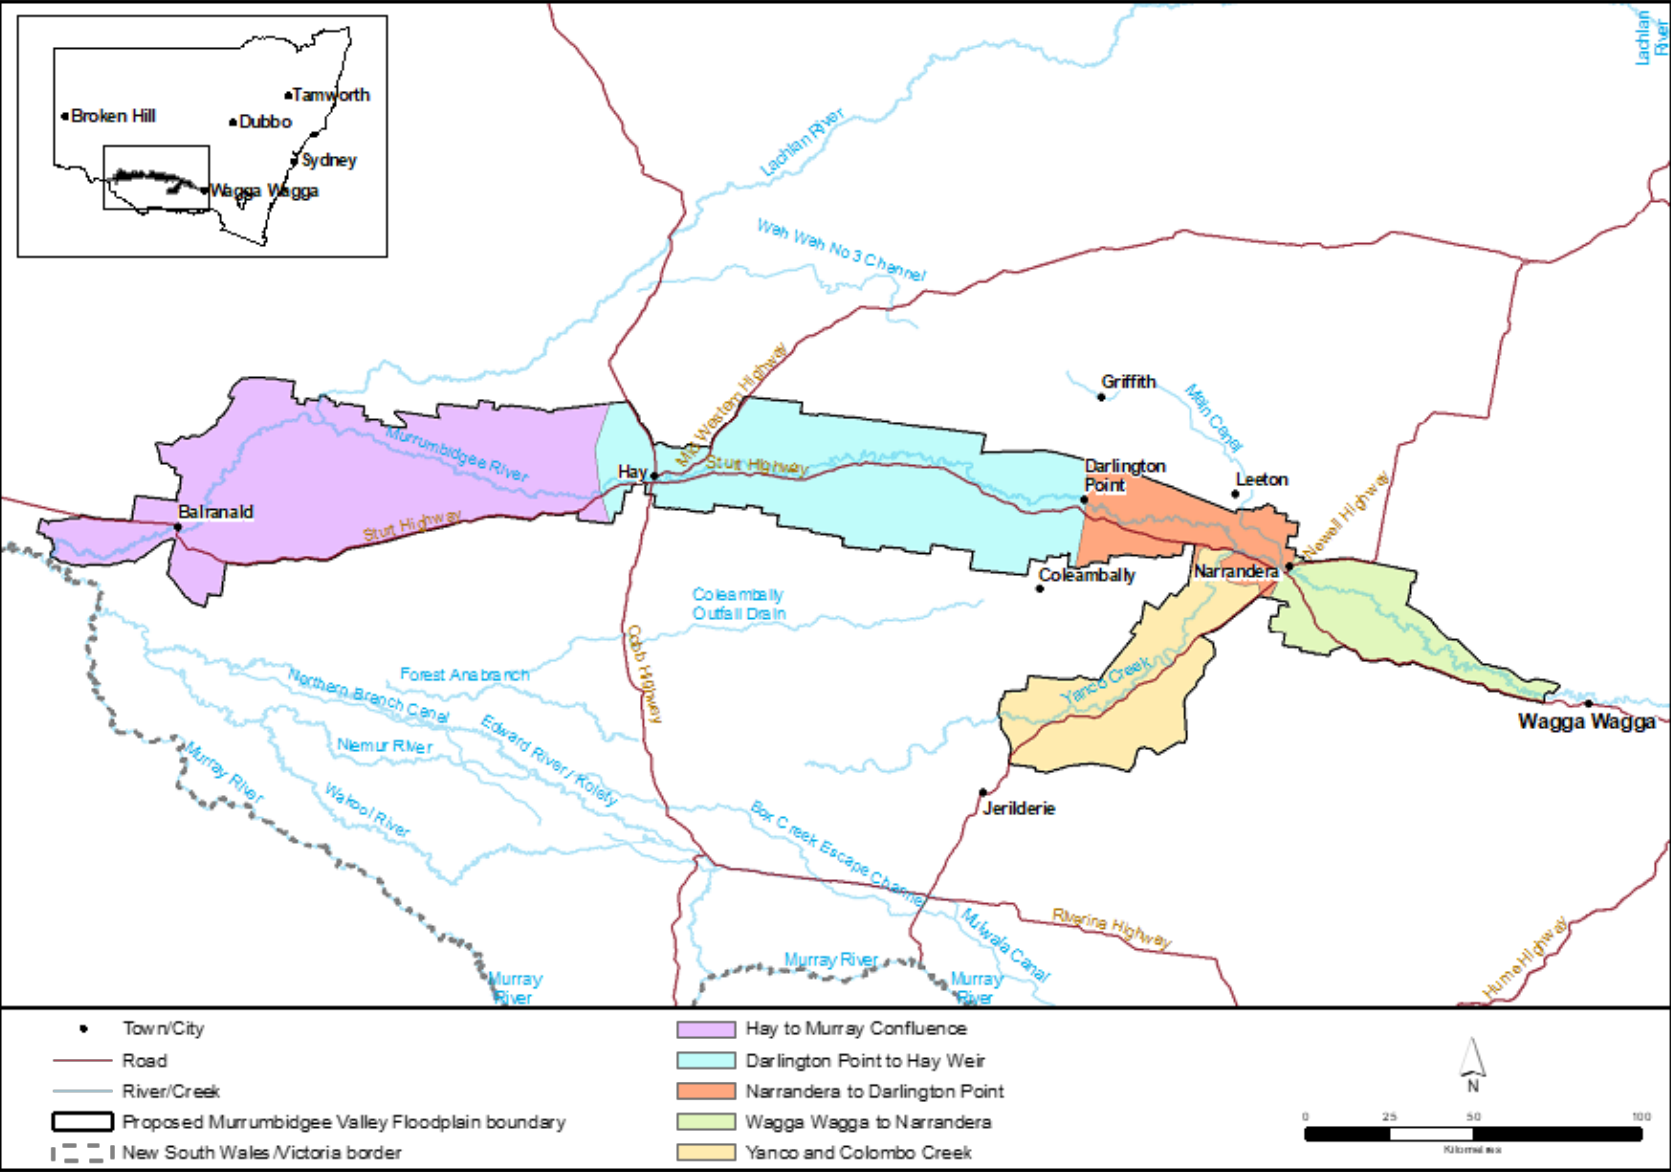 Broken Hill
Tamworth
Dubbo
Sydney
Wagga Wagga
Lachlan
River
Lachlan River
Wah Wah No 3 Channel
Mid Western Highway
Griffith
Main Canal
Murrumbidgee River
Hay
Sturt Highway
Darlington
Point
Leeton
Newell Highway
Balranald
Sturt Highway
Narrandera
Coleambally
Coleambally
Outfall Drain
Cobb Highway
Forest Anabranch
Northern Branch Canal
Yanco Creek
Edward River / Kolety
Niemur River
Wagga Wagga
Murray River
Wakool River
Jerilderie
Box Creek Escape Channel
Mulwala Canal
Riverina Highway
Hume Highway
Murray River
Murray
River
Murray
River
Town/City
Road
River/Creek
Proposed Murrumbidgee Valley Floodplain boundary
New South Wales /Victoria border
Hay to Murray Confluence
Darlington Point to Hay Weir
Narrandera to Darlington Point
Wagga Wagga to Narrandera
Yanco and Colombo Creek
N
0 25 50 100
Kilometres